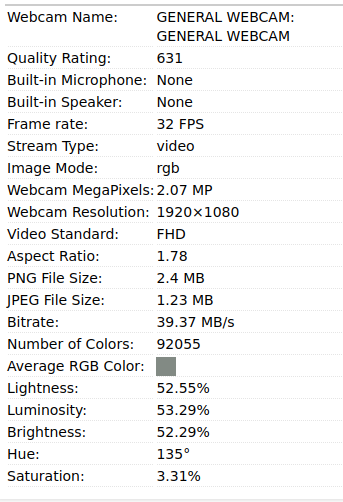 Webcam Name: GENERAL WEBCAM:
GENERAL WEBCAM
Quality Rating: 631
Built-in Microphone: None
Built-in Speaker: None
Frame rate: 32 FPS
Stream Type: video
Image Mode: rgb
Webcam MegaPixels: 2.07 MP
Webcam Resolution: 1920×1080
Video Standard: FHD
Aspect Ratio: 1.78
PNG File Size: 2.4 MB
JPEG File Size: 1.23 MB
Bitrate: 39.37 MB/s
Number of Colors: 92055
Average RGB Color:
Lightness: 52.55%
Luminosity: 53.29%
Brightness: 52.29%
Hue: 135°
Saturation: 3.31%